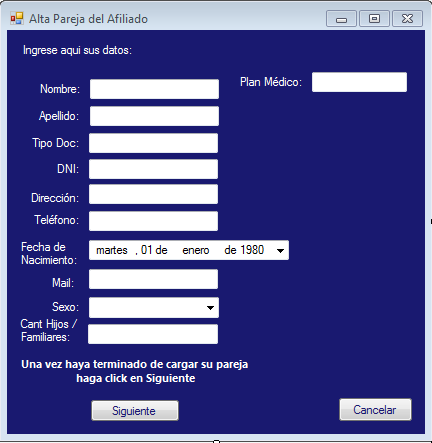 Alta Pareja del Afiliado
Ingrese aqui sus datos:
Nombre:
Plan Médico:
Apellido:
Tipo Doc:
DNI:
Dirección:
Teléfono:
Fecha de
Nacimiento:
martes , 01 de enero de 1980
Mail:
Sexo:
Cant Hijos /
Familiares:
Una vez haya terminado de cargar su pareja
haga click en Siguiente
Siguiente
Cancelar